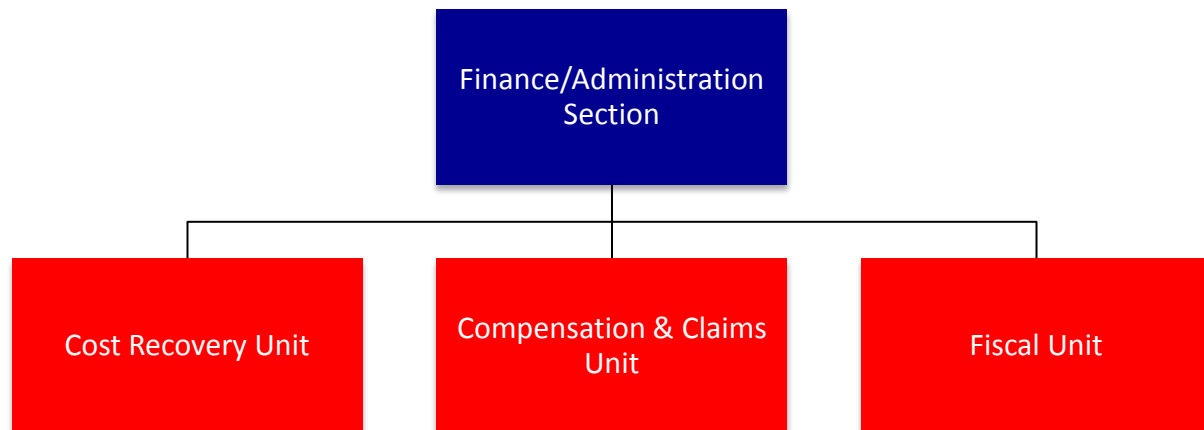 Finance/Administration
Section
Cost Recovery Unit
Compensation & Claims
Unit
Fiscal Unit